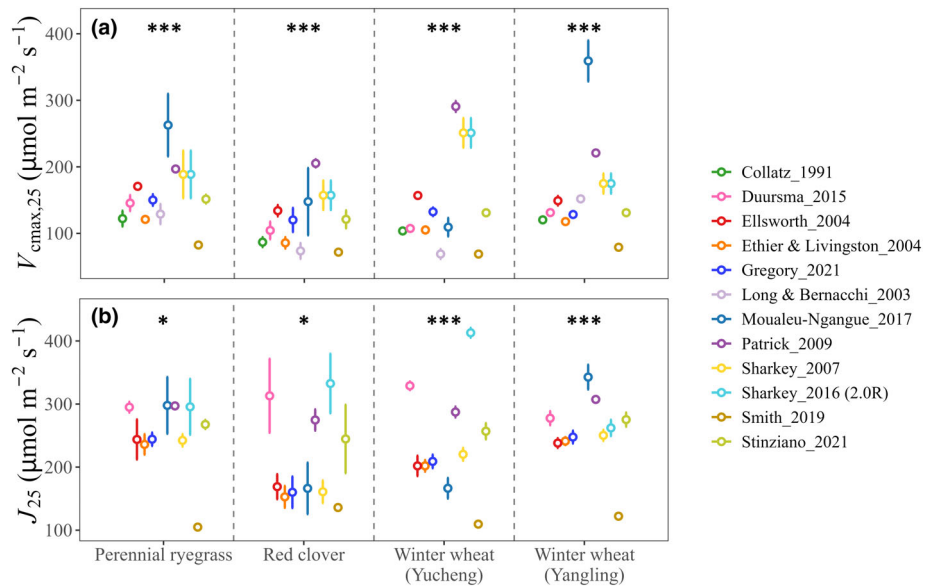 (a)
*** *** *** ***
400
300
200
100
Vcmax,25 (μmol m−2 s−1)
(b)
* * *** ***
400
300
200
100
J25 (μmol m−2 s−1)
Perennial ryegrass
Red clover
Winter wheat
(Yucheng)
Winter wheat
(Yangling)
Collatz_1991
Duursma_2015
Ellsworth_2004
Ethier & Livingston_2004
Gregory_2021
Long & Bernacchi_2003
Moualeu-Ngangue_2017
Patrick_2009
Sharkey_2007
Sharkey_2016 (2.0R)
Smith_2019
Stinziano_2021